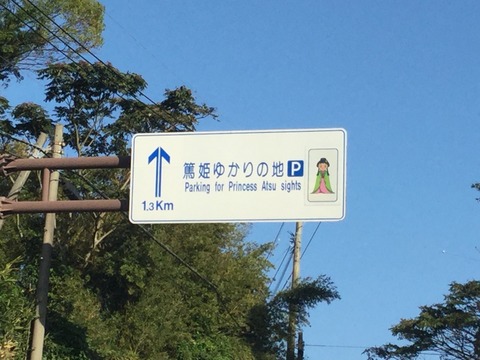 篤姫ゆかりの地 P
Parking for Princess Atsu sights
1.3Km